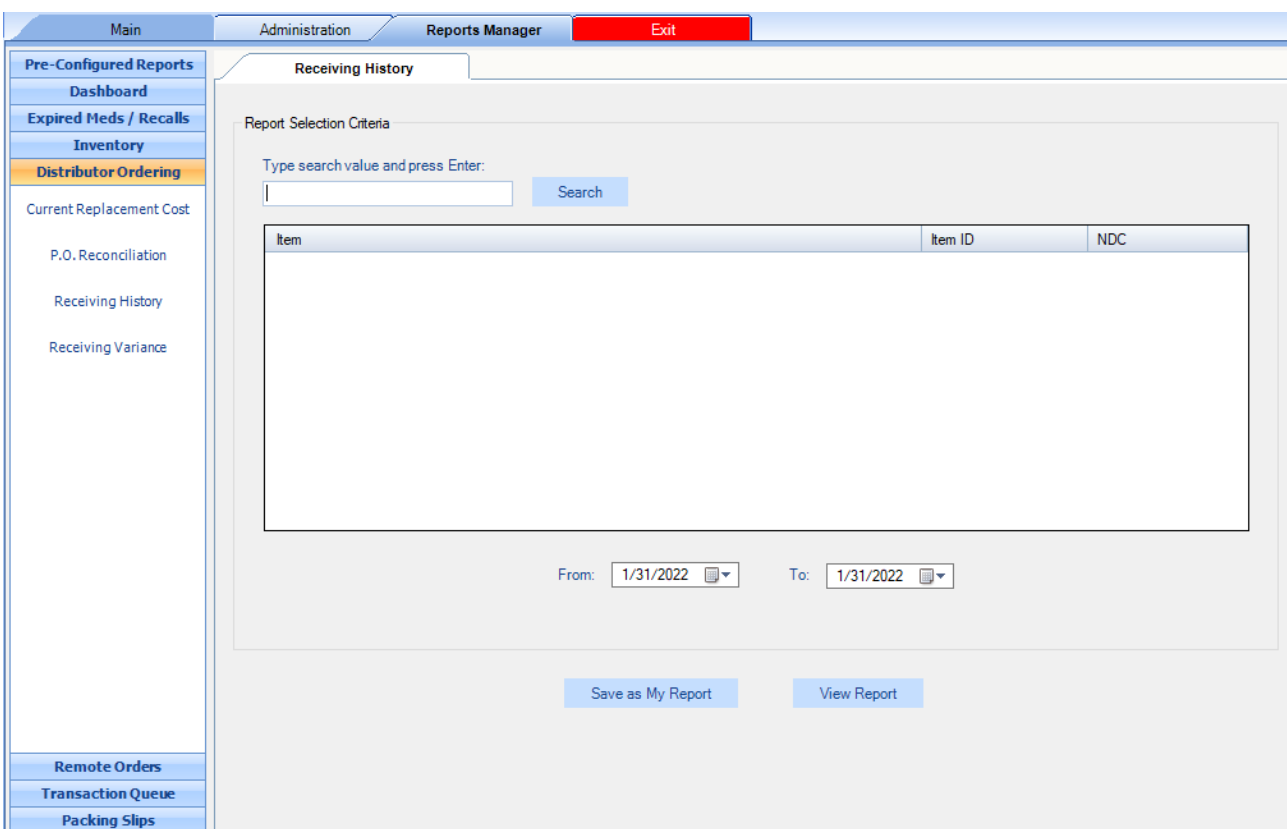 Main Administration Reports Manager Exit
Pre-Configured Reports
Dashboard
Expired Meds / Recalls
Inventory
Distributor Ordering
Current Replacement Cost
P.O. Reconciliation
Receiving History
Receiving Variance
Remote Orders
Transaction Queue
Packing Slips
Receiving History
Report Selection Criteria
Type search value and press Enter:
Search
Item Item ID NDC
From: 1/31/2022 To: 1/31/2022
Save as My Report View Report